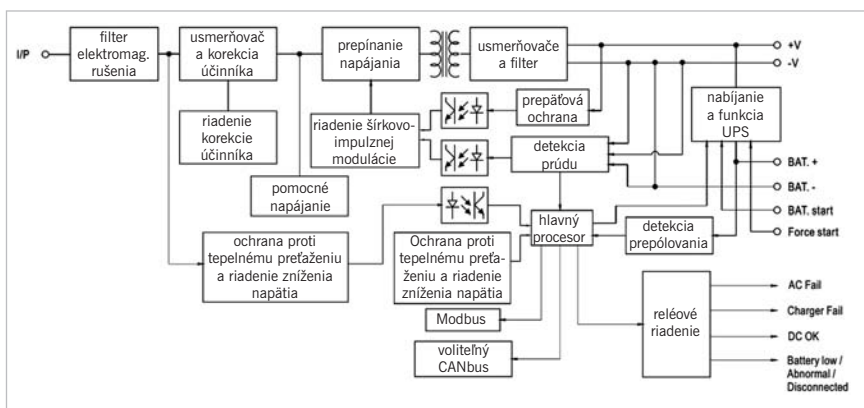 I/P
filter
elektromag.
rušenia
usmerňovač
a korekcia
účinníka
prepínanie
napájania
usmerňovače
a filter
+V
-V
riadenie
korekcie
účinníka
riadenie šírkovo-
impulznej
modulácie
prepäťová
ochrana
nabíjanie
a funkcia
UPS
detekcia
prúdu
BAT. +
BAT. -
BAT. start
Force start
pomocné
napájanie
hlavný
procesor
detekcia
prepólovania
ochrana proti
tepelnému preťaženiu
a riadenie zníženia
napätia
Ochrana proti
tepelnému preťa-
ženiu a riadenie
zníženia napätia
Modbus
voliteľný
CANbus
reléové
riadenie
AC Fail
Charger Fail
DC OK
Battery low /
Abnormal /
Disconnected